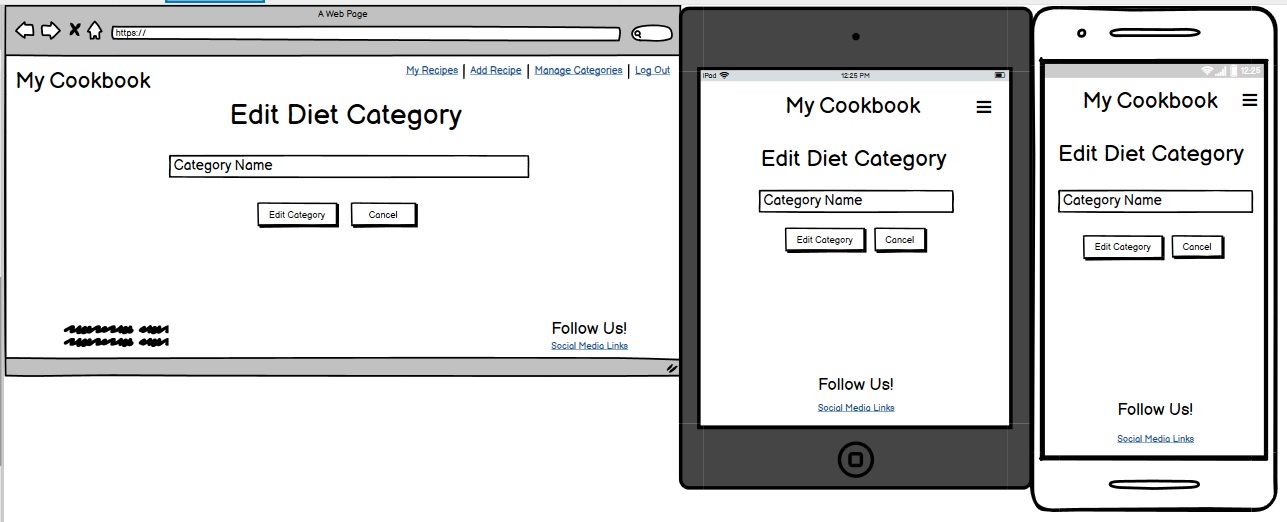 A Web Page
https://
My Recipes | Add Recipe | Manage Categories | Log Out
My Cookbook
Edit Diet Category
Category Name
Edit Category
Cancel
Follow Us!
Social Media Links
iPad
12:25 PM
My Cookbook
Edit Diet Category
Category Name
Edit Category
Cancel
Follow Us!
Social Media Links
12:25
My Cookbook
Edit Diet Category
Category Name
Edit Category
Cancel
Follow Us!
Social Media Links